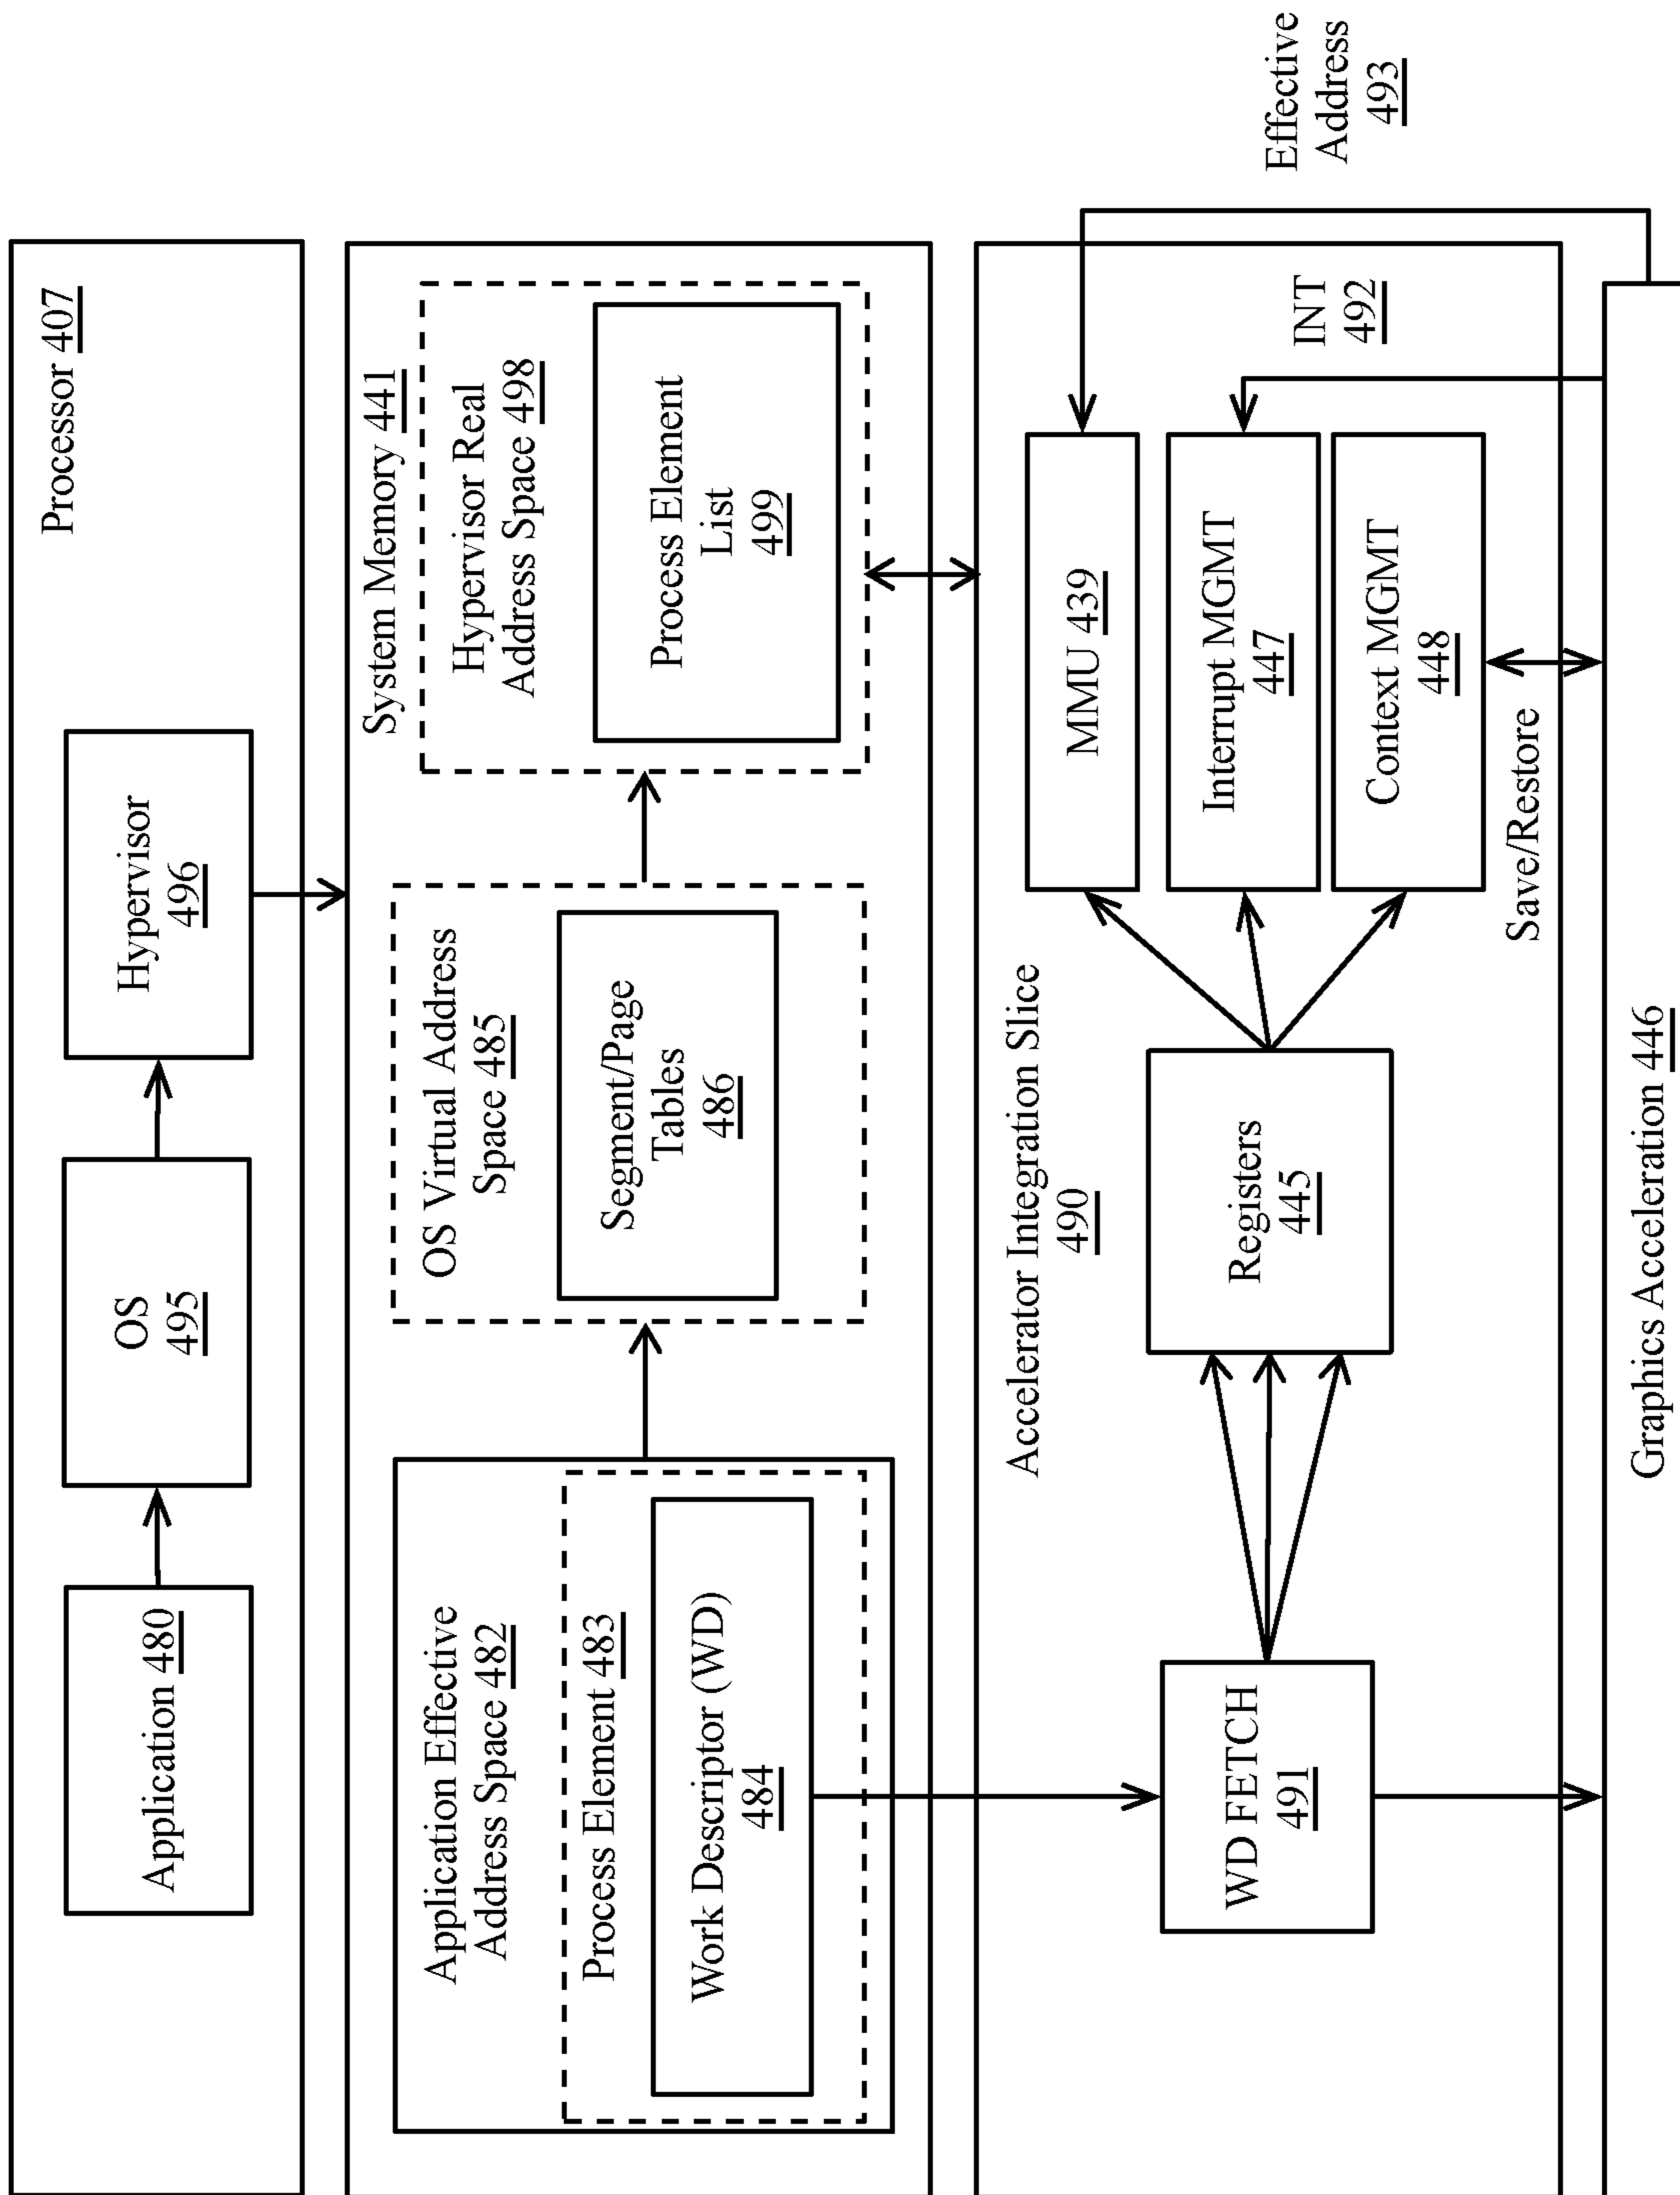 Processor 407
Application 480
OS
495
Hypervisor
496
System Memory 441
Application Effective
Address Space 482
Process Element 483
Work Descriptor (WD)
484
OS Virtual Address
Space 485
Segment/Page
Tables
486
Hypervisor Real
Address Space 498
Process Element
List
499
Accelerator Integration Slice
490
WD FETCH
491
Registers
445
MMU 439
Interrupt MGMT
447
Context MGMT
448
INT
492
Effective
Address
493
Save/Restore
Graphics Acceleration 446